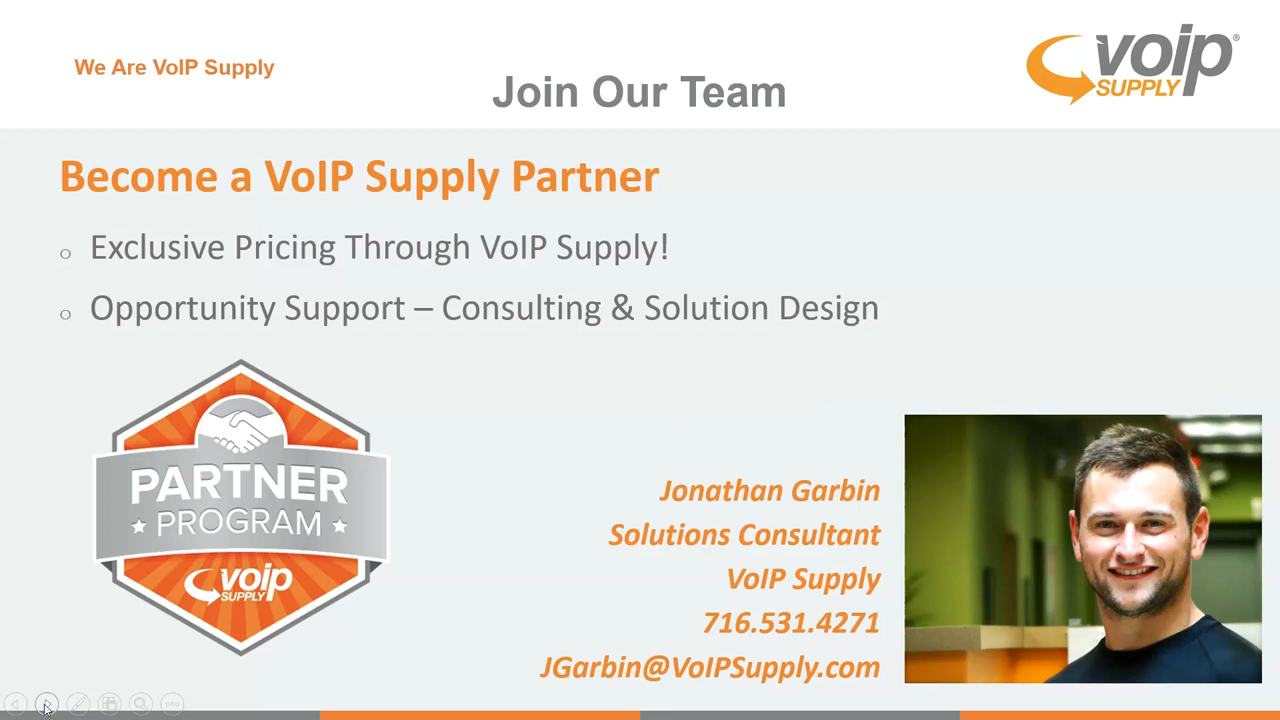 We Are VoIP Supply
Join Our Team
voip®
SUPPLY
Become a VoIP Supply Partner
Exclusive Pricing Through VoIP Supply!
Opportunity Support – Consulting & Solution Design
PARTNER
PROGRAM
voip
SUPPLY
Jonathan Garbin
Solutions Consultant
VoIP Supply
716.531.4271
JGarbin@VoIPSupply.com